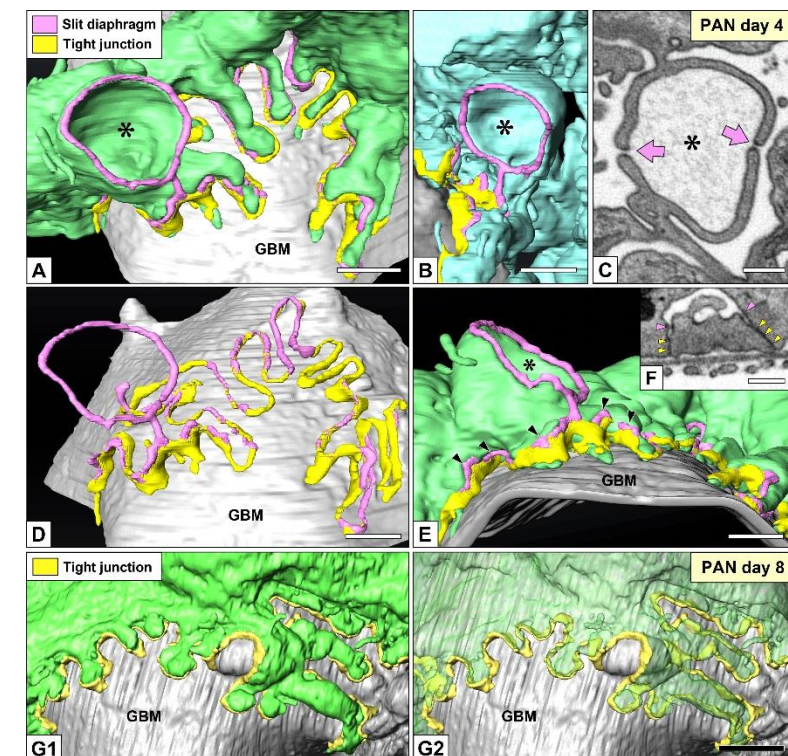 Slit diaphragm
Tight junction
PAN day 4
*
*
*
GBM
A
B
C
*
F
GBM
GBM
D
E
Tight junction
PAN day 8
GBM
GBM
G1
G2